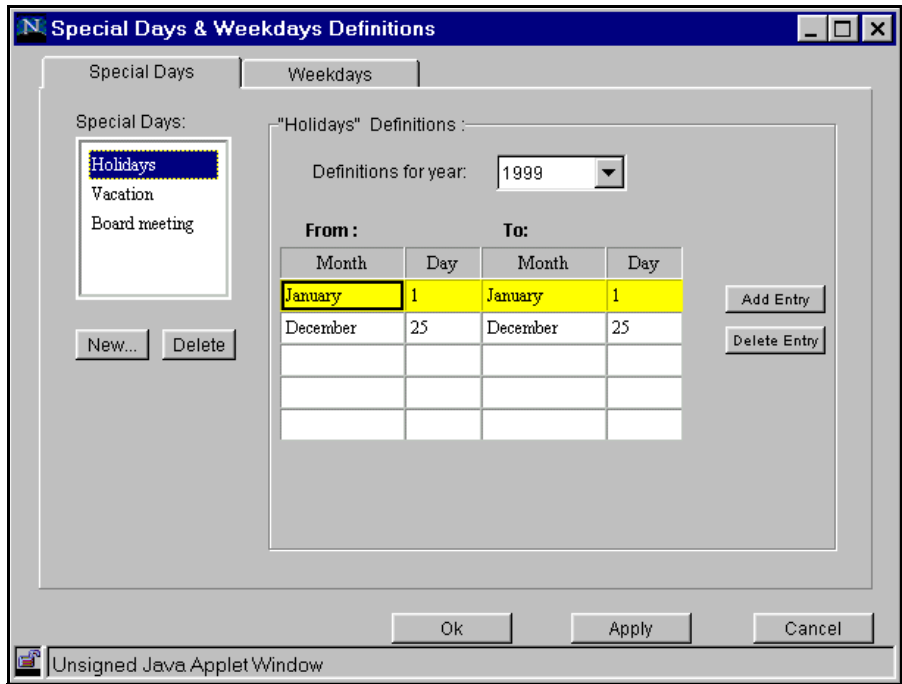 N Special Days & Weekdays Definitions
Special Days Weekdays
Special Days:
Holidays
Vacation
Board meeting
New... Delete
"Holidays" Definitions :
Definitions for year: 1999
From : To:
Month Day Month Day
January 1 January 1
December 25 December 25
Add Entry
Delete Entry
Ok Apply Cancel
Unsigned Java Applet Window